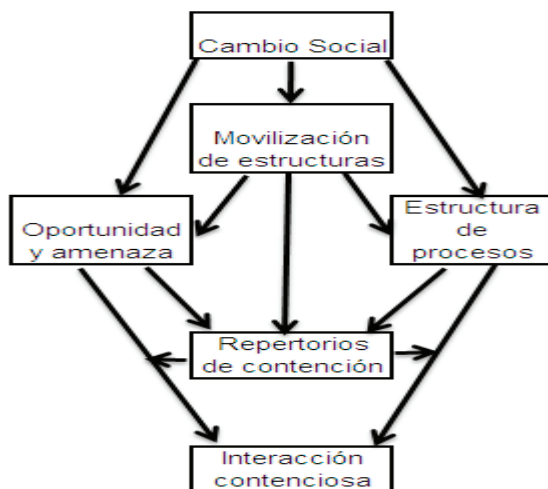 Cambio Social
Movilización
de estructuras
Oportunidad
y amenaza
Estructura
de
procesos
Repertorios
de contención
Interacción
contenciosa